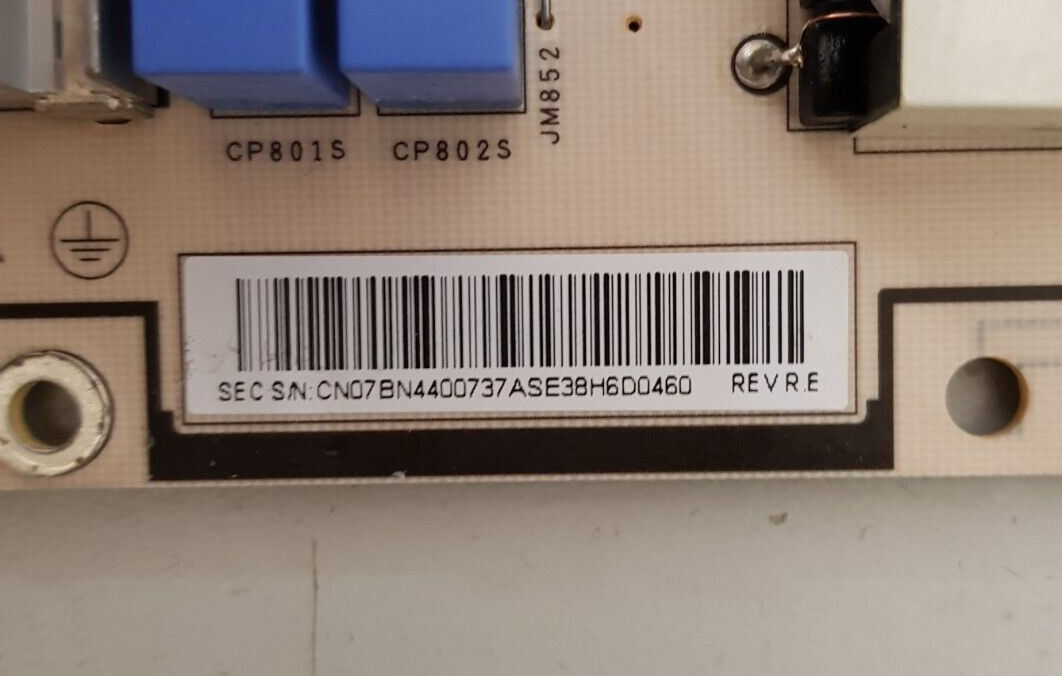 JM852
CP801S CP802S
SEC S/N: CN07BN4400737ASE38H6D0460 REV R.E